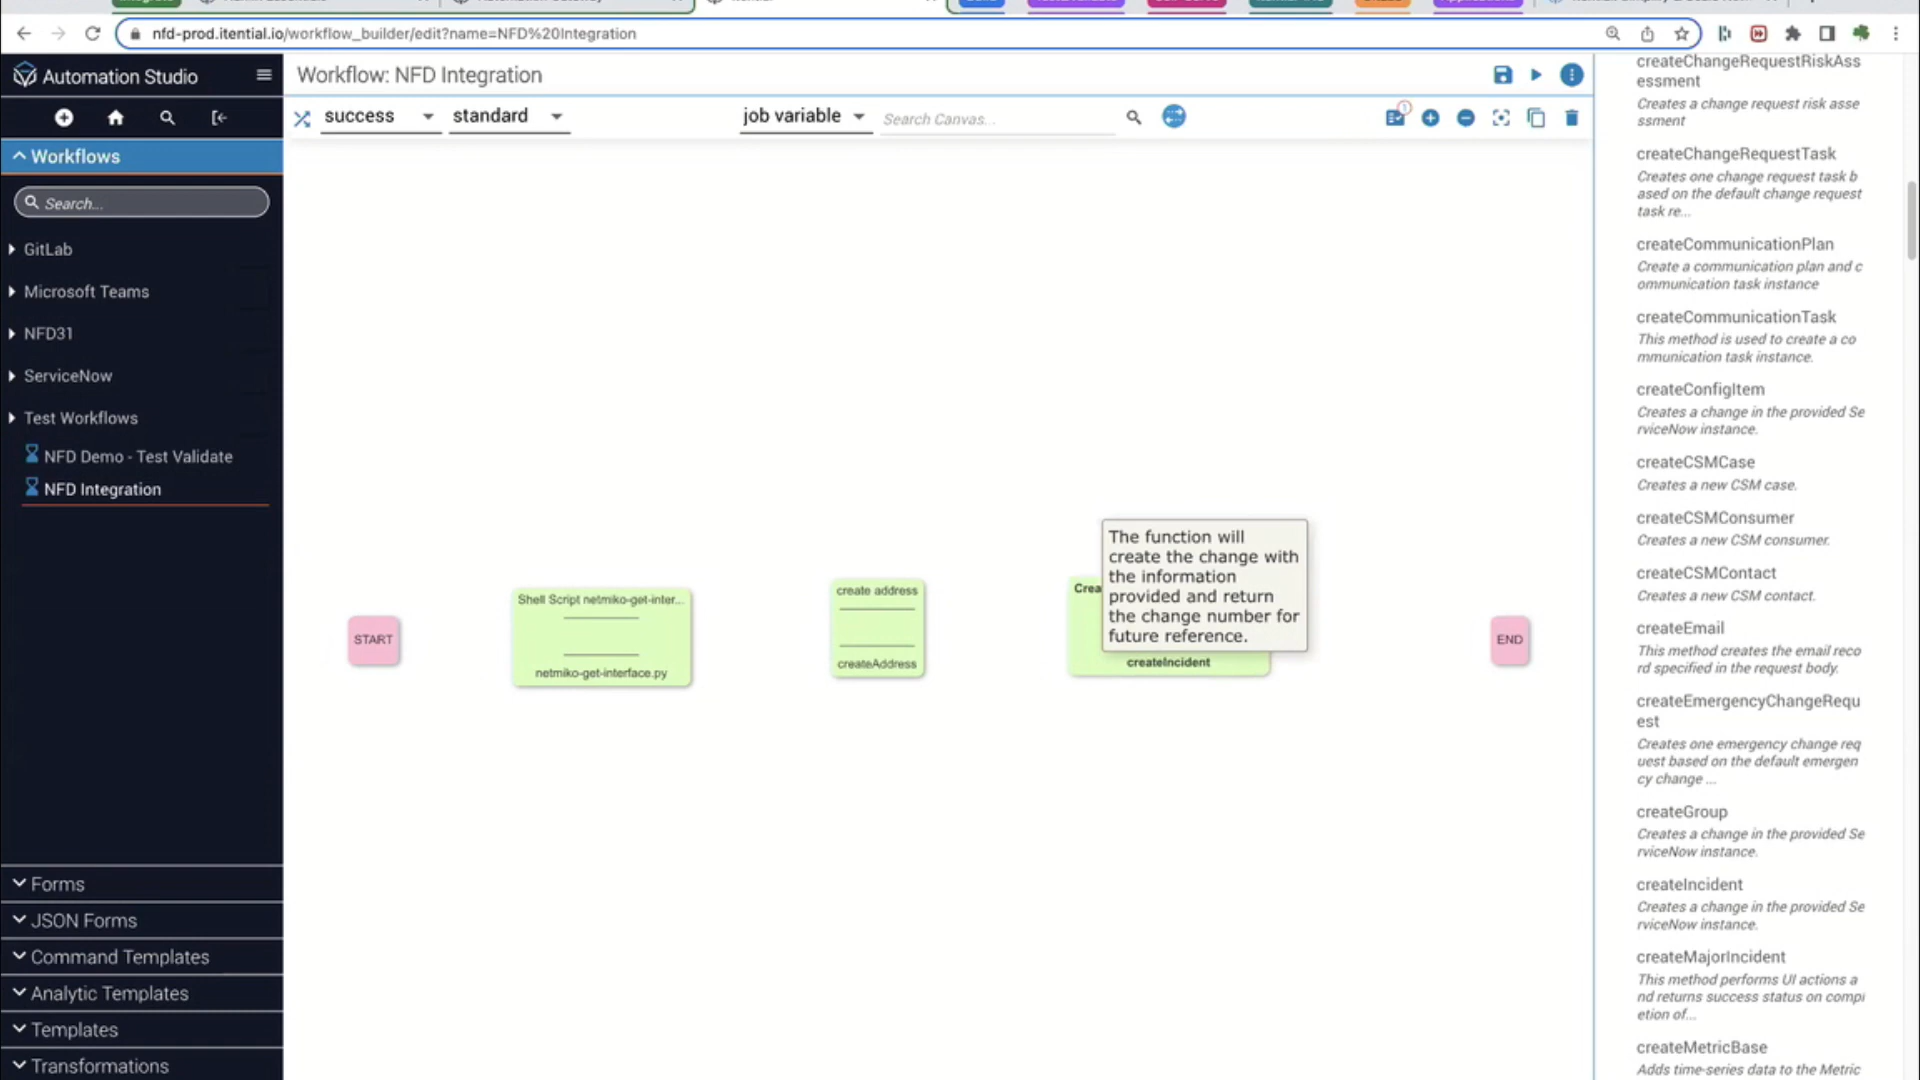 nfd-prod.itential.io/workflow_builder/edit?name=NFD%20Integration
Automation Studio
Workflows
Search...
GitLab
Microsoft Teams
NFD31
ServiceNow
Test Workflows
NFD Demo - Test Validate
NFD Integration
Forms
JSON Forms
Command Templates
Analytic Templates
Templates
Transformations
Workflow: NFD Integration
success
standard
job variable
Search Canvas...
1
START
Shell Script netmiko-get-inter...
netmiko-get-interface.py
create address
createAddress
Crea
createIncident
The function will
create the change with
the information
provided and return
the change number for
future reference.
END
createChangeRequestRiskAss
essment
Creates a change request risk asse
ssment
createChangeRequestTask
Creates one change request task b
ased on the default change request
task re...
createCommunicationPlan
Create a communication plan and c
ommunication task instance
createCommunicationTask
This method is used to create a co
mmunication task instance.
createConfigItem
Creates a change in the provided Se
rviceNow instance.
createCSMCase
Creates a new CSM case.
createCSMConsumer
Creates a new CSM consumer.
createCSMContact
Creates a new CSM contact.
createEmail
This method creates the email reco
rd specified in the request body.
createEmergencyChangeRequ
est
Creates one emergency change req
uest based on the default emergen
cy change ...
createGroup
Creates a change in the provided Se
rviceNow instance.
createIncident
Creates a change in the provided Se
rviceNow instance.
createMajorIncident
This method performs UI actions a
nd returns success status on compl
etion of...
createMetricBase
Adds time-series data to the Metric